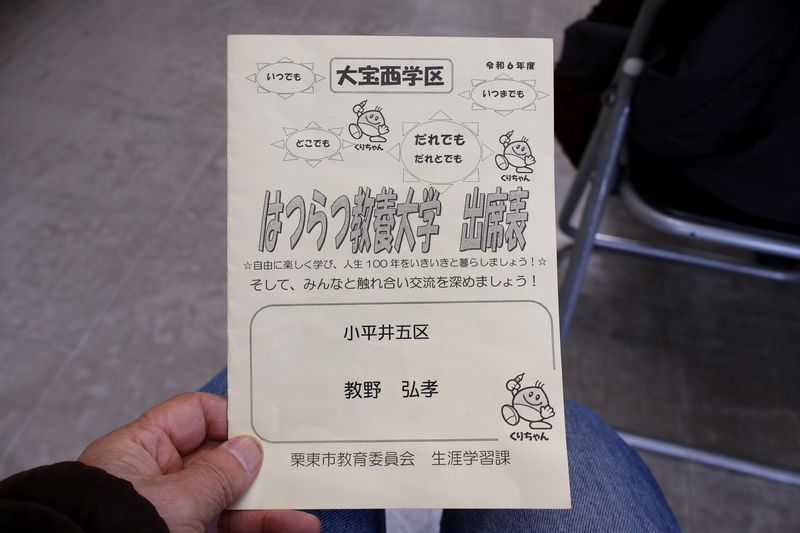 令和６年度
大宝西学区
いつでも
いつまでも
どこでも
くりちゃん
だれでも
だれとでも
くりちゃん
はつらつ教養大学　出席表
☆自由に楽しく学び、人生１００年をいきいきと暮らしましょう！☆
そして、みんなと触れ合い交流を深めましょう！
小平井五区
教野　弘孝
くりちゃん
栗東市教育委員会　生涯学習課